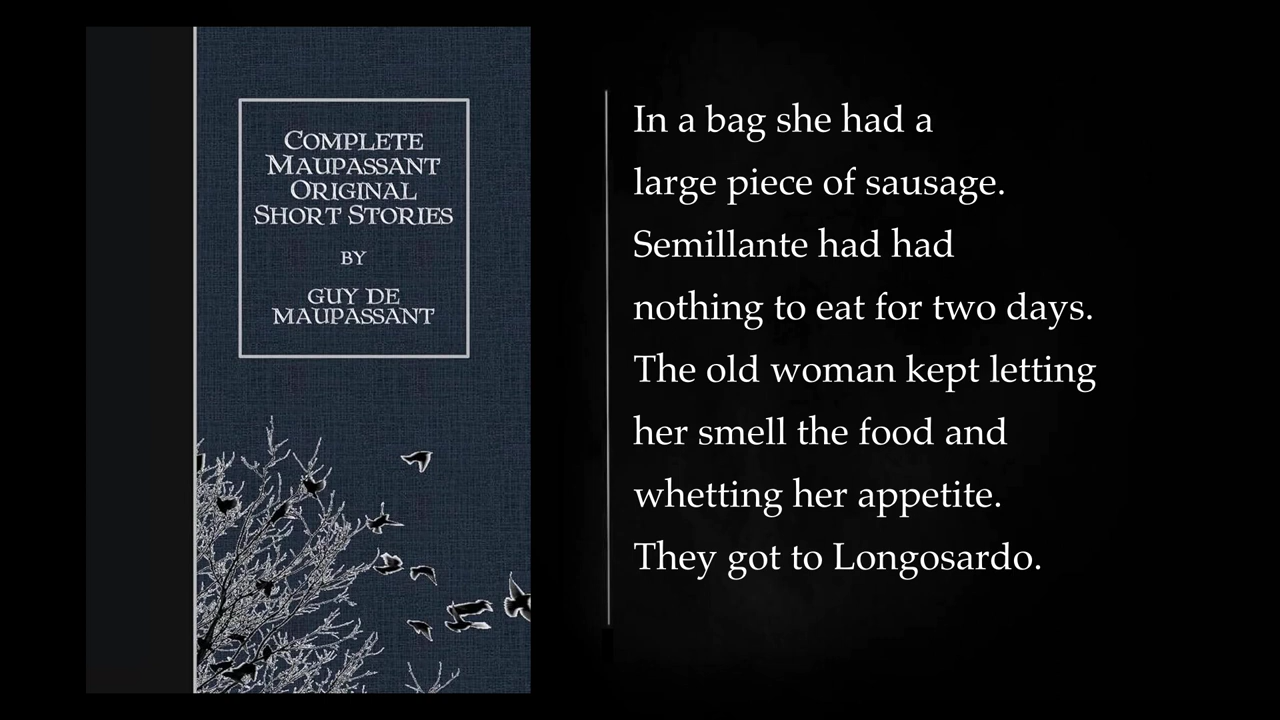 COMPLETE
MAUPASSANT
ORIGINAL
SHORT STORIES
BY
GUY DE
MAUPASSANT
In a bag she had a
large piece of sausage.
Semillante had had
nothing to eat for two days.
The old woman kept letting
her smell the food and
whetting her appetite.
They got to Longosardo.